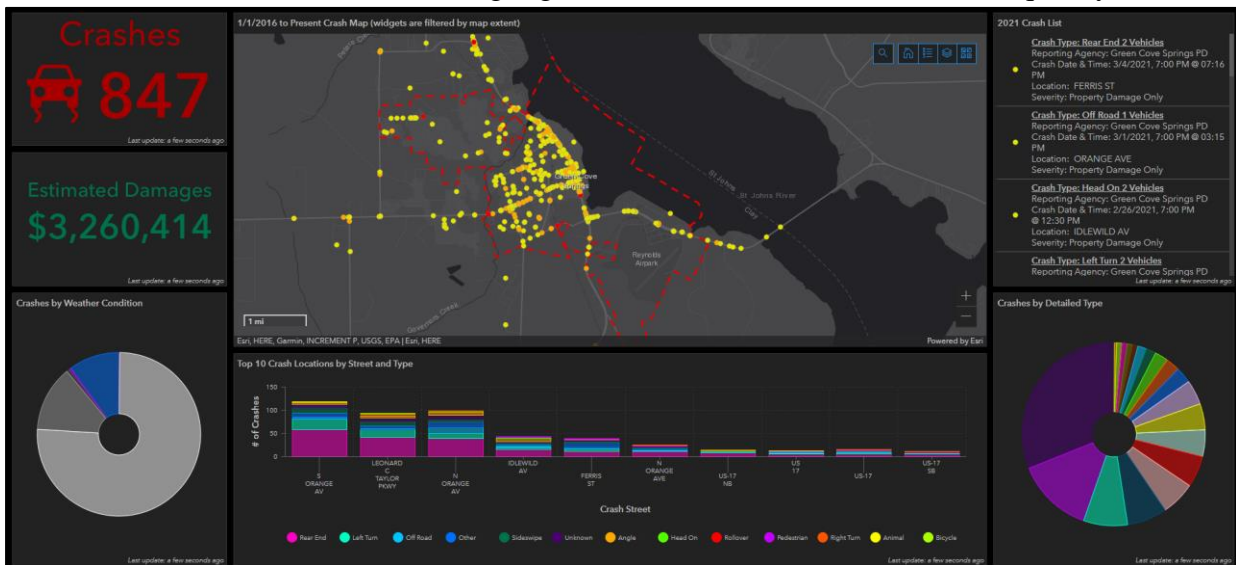 Crashes
847
Last update: a few seconds ago
Estimated Damages
$3,260,414
Last update: a few seconds ago
Crashes by Weather Condition
Last update: a few seconds ago
1/1/2016 to Present Crash Map (widgets are filtered by map extent)
St Johns River
St Johns River
Clay
Reynolds
Airpark
Governors Creek
1 mi
+
−
Esri, HERE, Garmin, INCREMENT P, USGS, EPA | Esri, HERE
Powered by Esri
Top 10 Crash Locations by Street and Type
# of Crashes
150
100
50
0
S
ORANGE
AV
LEONARD
C
TAYLOR
PKWY
N
ORANGE
AV
IDLEWILD
AV
FERRIS
ST
N
ORANGE
AVE
US-17
NB
US
17
US-17
US-17
SB
Crash Street
Rear End Left Turn Off Road Other Sideswipe Unknown Angle Head On Rollover Pedestrian Right Turn Animal Bicycle
Last update: a few seconds ago
2021 Crash List
Crash Type: Rear End 2 Vehicles
Reporting Agency: Green Cove Springs PD
Crash Date & Time: 3/4/2021, 7:00 PM @ 07:16
PM
Location: FERRIS ST
Severity: Property Damage Only
Crash Type: Off Road 1 Vehicles
Reporting Agency: Green Cove Springs PD
Crash Date & Time: 3/1/2021, 7:00 PM @ 03:15
PM
Location: ORANGE AVE
Severity: Property Damage Only
Crash Type: Head On 2 Vehicles
Reporting Agency: Green Cove Springs PD
Crash Date & Time: 2/26/2021, 7:00 PM
@ 12:30 PM
Location: IDLEWILD AV
Severity: Property Damage Only
Crash Type: Left Turn 2 Vehicles
Reporting Agency: Green Cove Springs PD
Last update: a few seconds ago
Crashes by Detailed Type
Last update: a few seconds ago